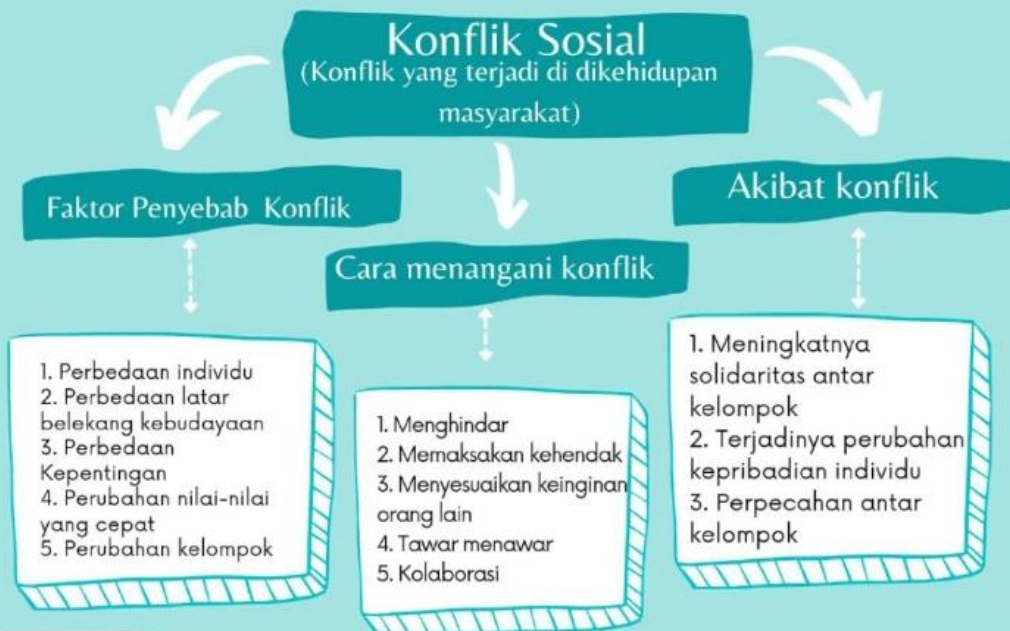 Konflik Sosial
(Konflik yang terjadi di dikehidupan
masyarakat)
Faktor Penyebab Konflik
Cara menangani konflik
Akibat konflik
1. Perbedaan individu
2. Perbedaan latar
belekang kebudayaan
3. Perbedaan
Kepentingan
4. Perubahan nilai-nilai
yang cepat
5. Perubahan kelompok
1. Menghindar
2. Memaksakan kehendak
3. Menyesuaikan keinginan
orang lain
4. Tawar menawar
5. Kolaborasi
1. Meningkatnya
solidaritas antar
kelompok
2. Terjadinya perubahan
kepribadian individu
3. Perpecahan antar
kelompok